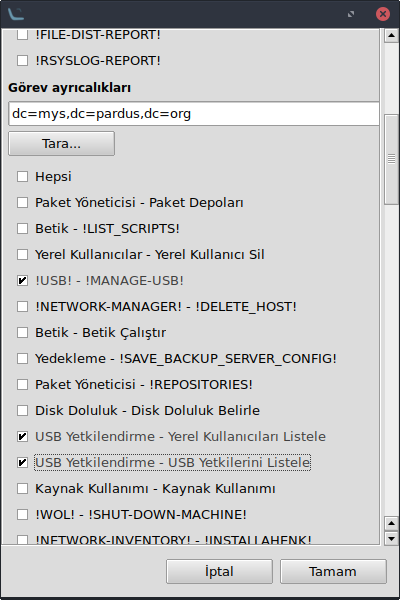 !FILE-DIST-REPORT!
!RSYSLOG-REPORT!
Görev ayrıcalıkları
dc=mys,dc=pardus,dc=org
Tara...
Hepsi
Paket Yöneticisi - Paket Depoları
Betik - !LIST_SCRIPTS!
Yerel Kullanıcılar - Yerel Kullanıcı Sil
!USB! - !MANAGE-USB!
!NETWORK-MANAGER! - !DELETE_HOST!
Betik - Betik Çalıştır
Yedekleme - !SAVE_BACKUP_SERVER_CONFIG!
Paket Yöneticisi - !REPOSITORIES!
Disk Doluluk - Disk Doluluk Belirle
USB Yetkilendirme - Yerel Kullanıcıları Listele
USB Yetkilendirme - USB Yetkilerini Listele
Kaynak Kullanımı - Kaynak Kullanımı
!WOL! - !SHUT-DOWN-MACHINE!
!NETWORK-INVENTORY! - !INSTALLAHENK!
İptal
Tamam